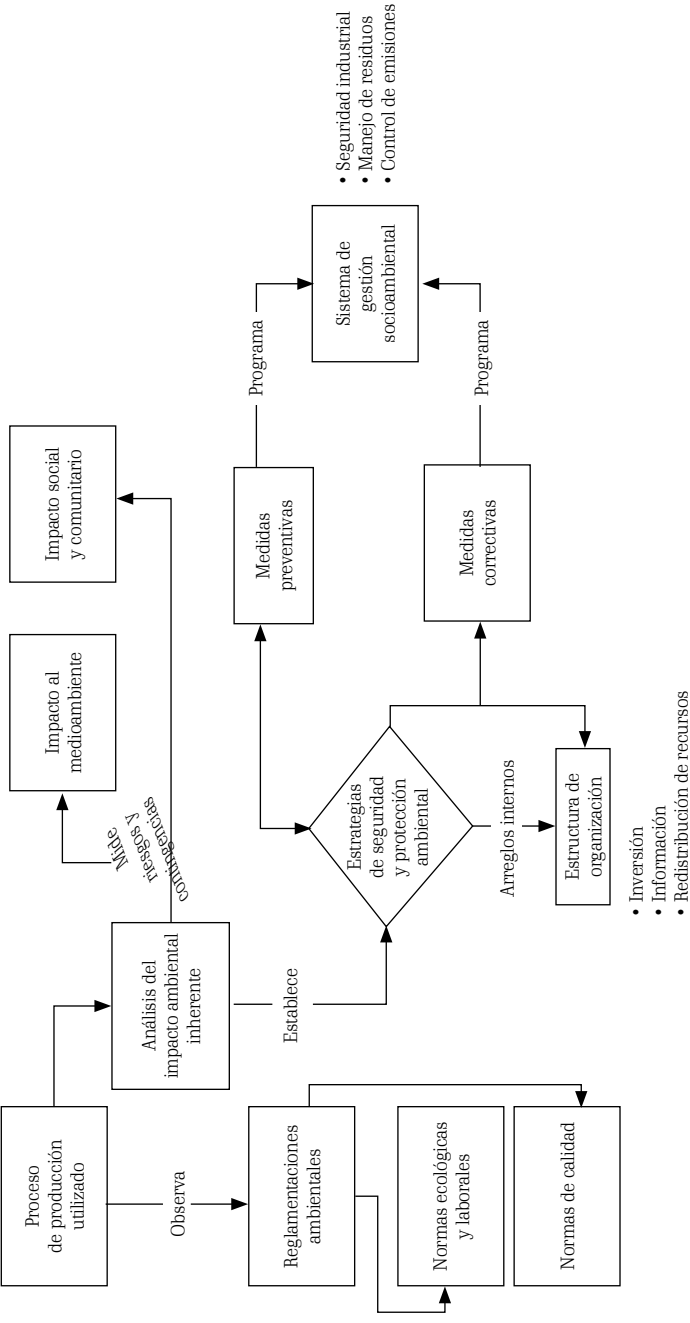 Proceso
de producción
utilizado
Observa
Reglamentaciones
ambientales
Normas ecológicas
y laborales
Normas de calidad
Análisis del
impacto ambiental
inherente
Mide
riesgos y
contingencias
Impacto al
medioambiente
Impacto social
y comunitario
Establece
Estrategias
de seguridad
y protección
ambiental
Arreglos internos
Estructura de
organización
• Inversión
• Información
• Redistribución de recursos
Medidas
preventivas
Medidas
correctivas
Programa
Programa
Sistema de
gestión
socioambiental
• Seguridad industrial
• Manejo de residuos
• Control de emisiones